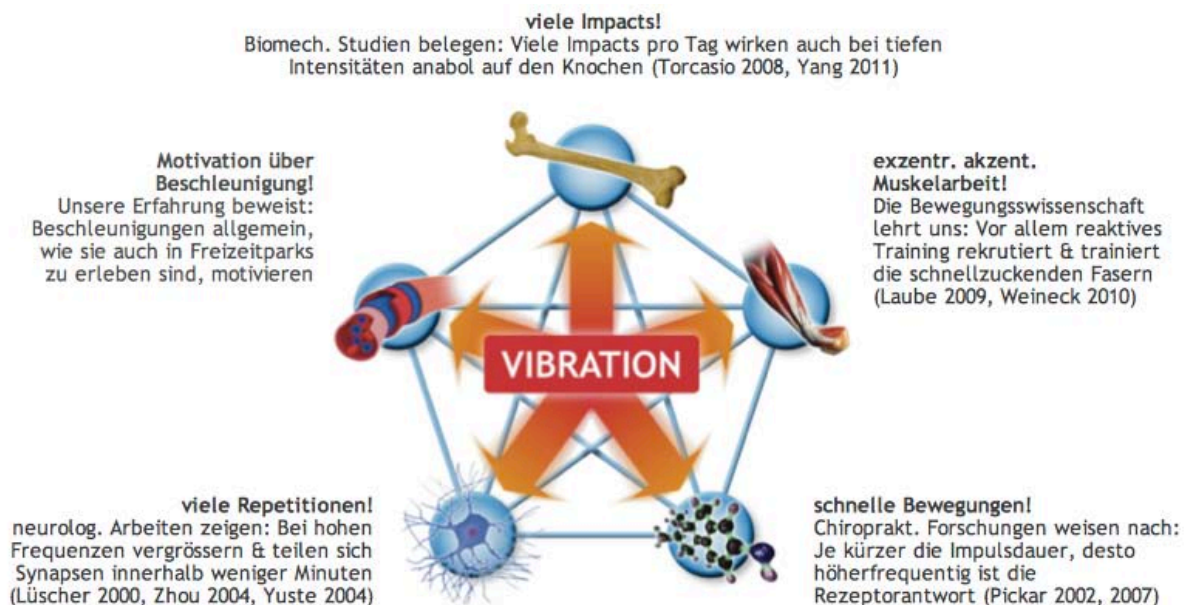 viele Impacts!
Biomech. Studien belegen: Viele Impacts pro Tag wirken auch bei tiefen
Intensitäten anabol auf den Knochen (Torcasio 2008, Yang 2011)
Motivation über
Beschleunigung!
Unsere Erfahrung beweist:
Beschleunigungen allgemein,
wie sie auch in Freizeitparks
zu erleben sind, motivieren
exzentr. akzent.
Muskelarbeit!
Die Bewegungsswissenschaft
lehrt uns: Vor allem reaktives
Training rekrutiert & trainiert
die schnellzuckenden Fasern
(Laube 2009, Weineck 2010)
VIBRATION
viele Repetitionen!
neurolog. Arbeiten zeigen: Bei hohen
Frequenzen vergrössern & teilen sich
Synapsen innerhalb weniger Minuten
(Lüscher 2000, Zhou 2004, Yuste 2004)
schnelle Bewegungen!
Chiroprakt. Forschungen weisen nach:
Je kürzer die Impulsdauer, desto
höherfrequentig ist die
Rezeptorantwort (Pickar 2002, 2007)